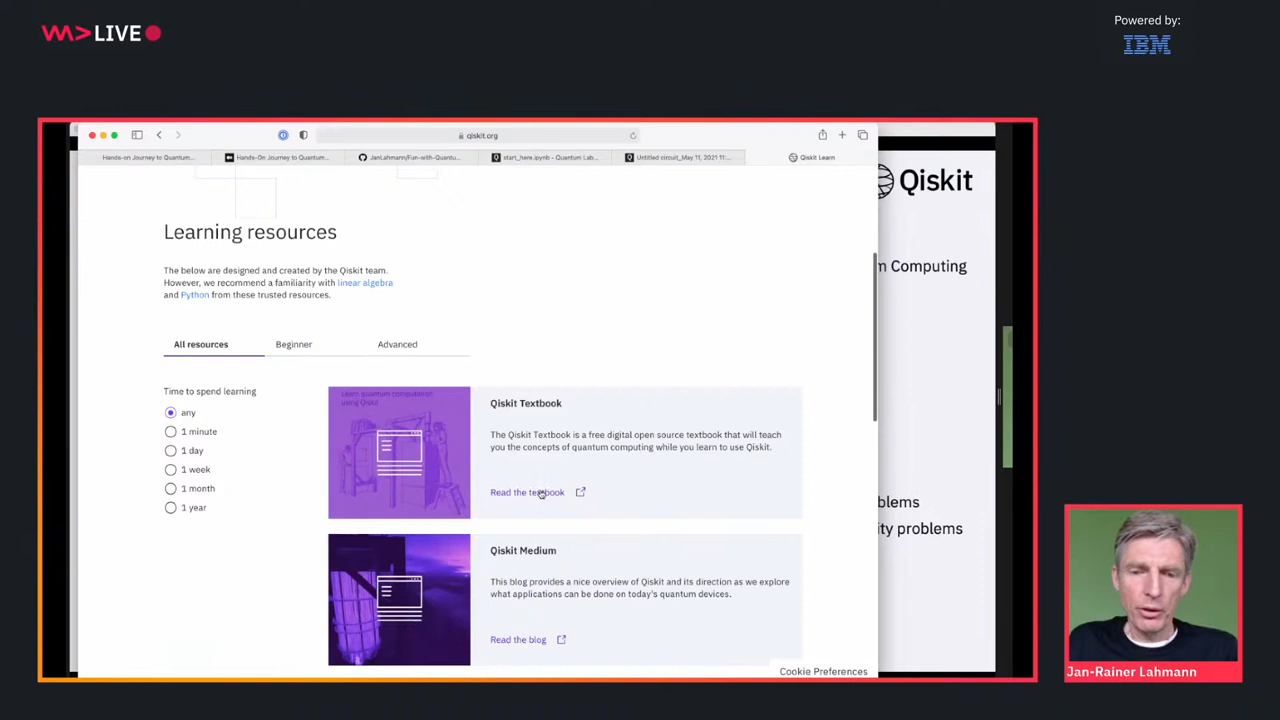 LIVE
Powered by:
IBM
qiskit.org
Hands-on Journey to Quantum...
Hands-On Journey to Quantum...
JanLahmann/Fun-with-Quantu...
start_here.ipynb - Quantum Lab...
Untitled circuit_May 11, 2021 11:...
Qiskit Learn
Qiskit
Learning resources
m Computing
The below are designed and created by the Qiskit team.
However, we recommend a familiarity with linear algebra
and Python from these trusted resources.
All resources
Beginner
Advanced
Time to spend learning
any
1 minute
1 day
1 week
1 month
1 year
Learn quantum computation
using Qiskit
Qiskit Textbook
The Qiskit Textbook is a free digital open source textbook that will teach
you the concepts of quantum computing while you learn to use Qiskit.
Read the textbook
blems
ity problems
Qiskit Medium
This blog provides a nice overview of Qiskit and its direction as we explore
what applications can be done on today's quantum devices.
Read the blog
Cookie Preferences
Jan-Rainer Lahmann